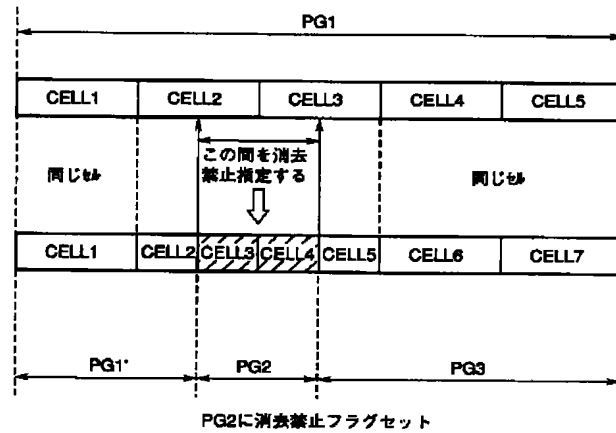 PG1
CELL1 CELL2 CELL3 CELL4 CELL5
この間を消去
禁止指定する
同じセル 同じセル
CELL1 CELL2 CELL3 CELL4 CELL5 CELL6 CELL7
PG1' PG2 PG3
PG2に消去禁止フラグセット